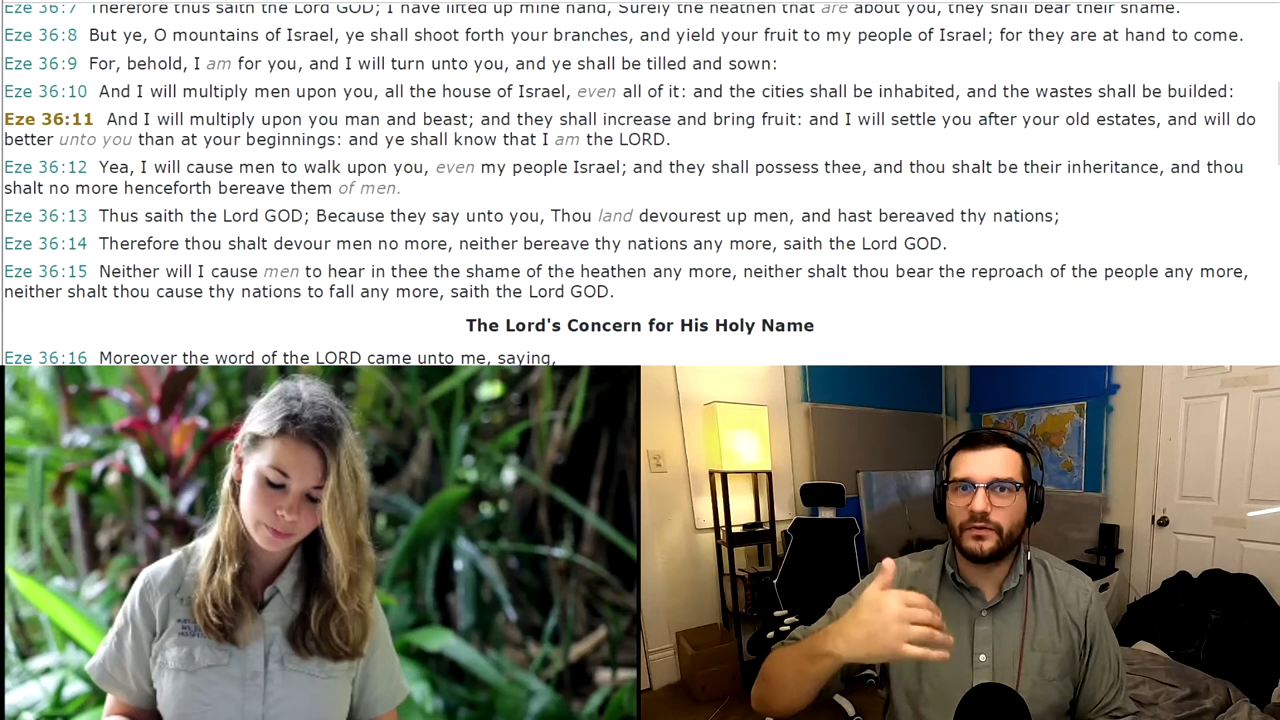 Eze 36:7 Therefore thus saith the Lord GOD; I have lifted up mine hand, Surely the heathen that are about you, they shall bear their shame.
Eze 36:8 But ye, O mountains of Israel, ye shall shoot forth your branches, and yield your fruit to my people of Israel; for they are at hand to come.
Eze 36:9 For, behold, I am for you, and I will turn unto you, and ye shall be tilled and sown:
Eze 36:10 And I will multiply men upon you, all the house of Israel, even all of it: and the cities shall be inhabited, and the wastes shall be builded:
Eze 36:11 And I will multiply upon you man and beast; and they shall increase and bring fruit: and I will settle you after your old estates, and will do
better unto you than at your beginnings: and ye shall know that I am the LORD.
Eze 36:12 Yea, I will cause men to walk upon you, even my people Israel; and they shall possess thee, and thou shalt be their inheritance, and thou
shalt no more henceforth bereave them of men.
Eze 36:13 Thus saith the Lord GOD; Because they say unto you, Thou land devourest up men, and hast bereaved thy nations;
Eze 36:14 Therefore thou shalt devour men no more, neither bereave thy nations any more, saith the Lord GOD.
Eze 36:15 Neither will I cause men to hear in thee the shame of the heathen any more, neither shalt thou bear the reproach of the people any more,
neither shalt thou cause thy nations to fall any more, saith the Lord GOD.
The Lord's Concern for His Holy Name
Eze 36:16 Moreover the word of the LORD came unto me, saying,